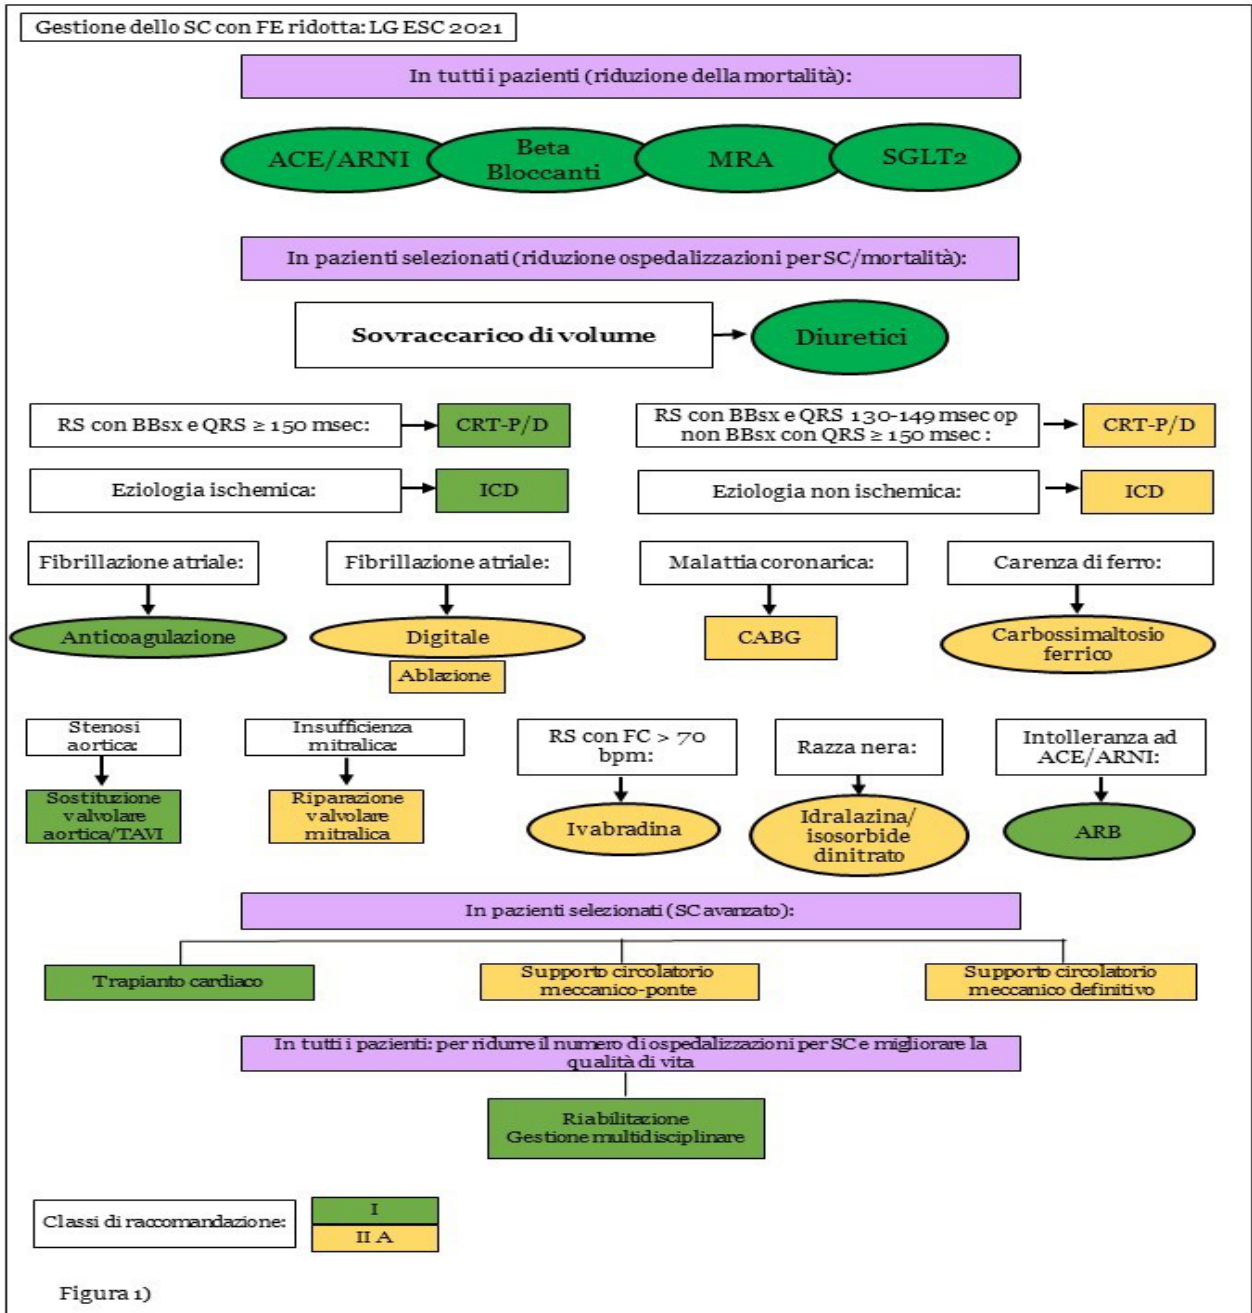 Gestione dello SC con FE ridotta: LG ESC 2021
In tutti i pazienti (riduzione della mortalità):
ACE/ARNI
Beta
Bloccanti
MRA
SGLT2
In pazienti selezionati (riduzione ospedalizzazioni per SC/mortalità):
Sovraccarico di volume
Diuretici
RS con BBsx e QRS ≥ 150 msec:
CRT-P/D
RS con BBsx e QRS 130-149 msec op
non BBsx con QRS ≥ 150 msec :
CRT-P/D
Eziologia ischemica:
ICD
Eziologia non ischemica:
ICD
Fibrillazione atriale:
Fibrillazione atriale:
Malattia coronarica:
Carenza di ferro:
Anticoagulazione
Digitale
Ablazione
CABG
Carbossimaltosio
ferrico
Stenosi
aortica:
Insufficienza
mitralica:
RS con FC > 70
bpm:
Razza nera:
Intolleranza ad
ACE/ARNI:
Sostituzione
valvolare
aortica/TAVI
Riparazione
valvolare
mitralica
Ivabradina
Idralazina/
isosorbide
dinitrato
ARB
In pazienti selezionati (SC avanzato):
Trapianto cardiaco
Supporto circolatorio
meccanico-ponte
Supporto circolatorio
meccanico definitivo
In tutti i pazienti: per ridurre il numero di ospedalizzazioni per SC e migliorare la
qualità di vita
Riabilitazione
Gestione multidisciplinare
Classi di raccomandazione:
I
II A
Figura 1)